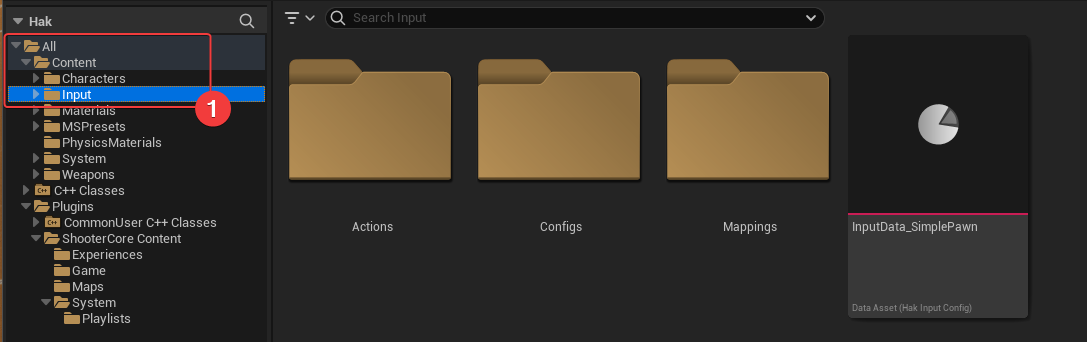 Hak
Search Input
All
Content
Characters
Input
1
Materials
MSPresets
PhysicsMaterials
System
Weapons
C++ Classes
Plugins
CommonUser C++ Classes
ShooterCore Content
Experiences
Game
Maps
System
Playlists
Actions
Configs
Mappings
InputData_SimplePawn
Data Asset (Hak Input Config)